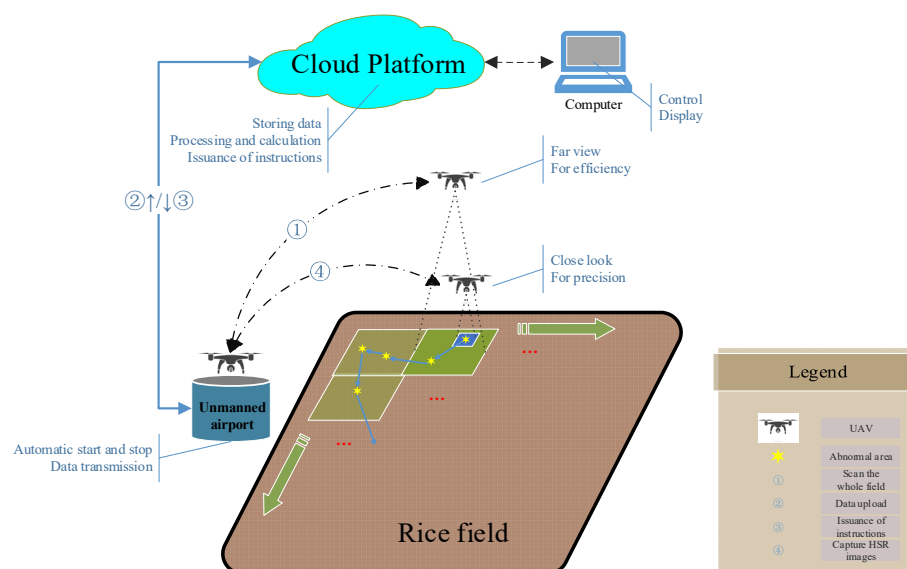 Cloud Platform
Computer
Control
Display
Storing data
Processing and calculation
Issuance of instructions
Far view
For efficiency
②↑/↓③
①
Close look
For precision
④
...
...
...
Unmanned
airport
Automatic start and stop
Data transmission
Rice field
Legend
UAV
Abnormal area
①
Scan the
whole field
②
Data upload
③
Issuance of
instructions
④
Capture HSR
images